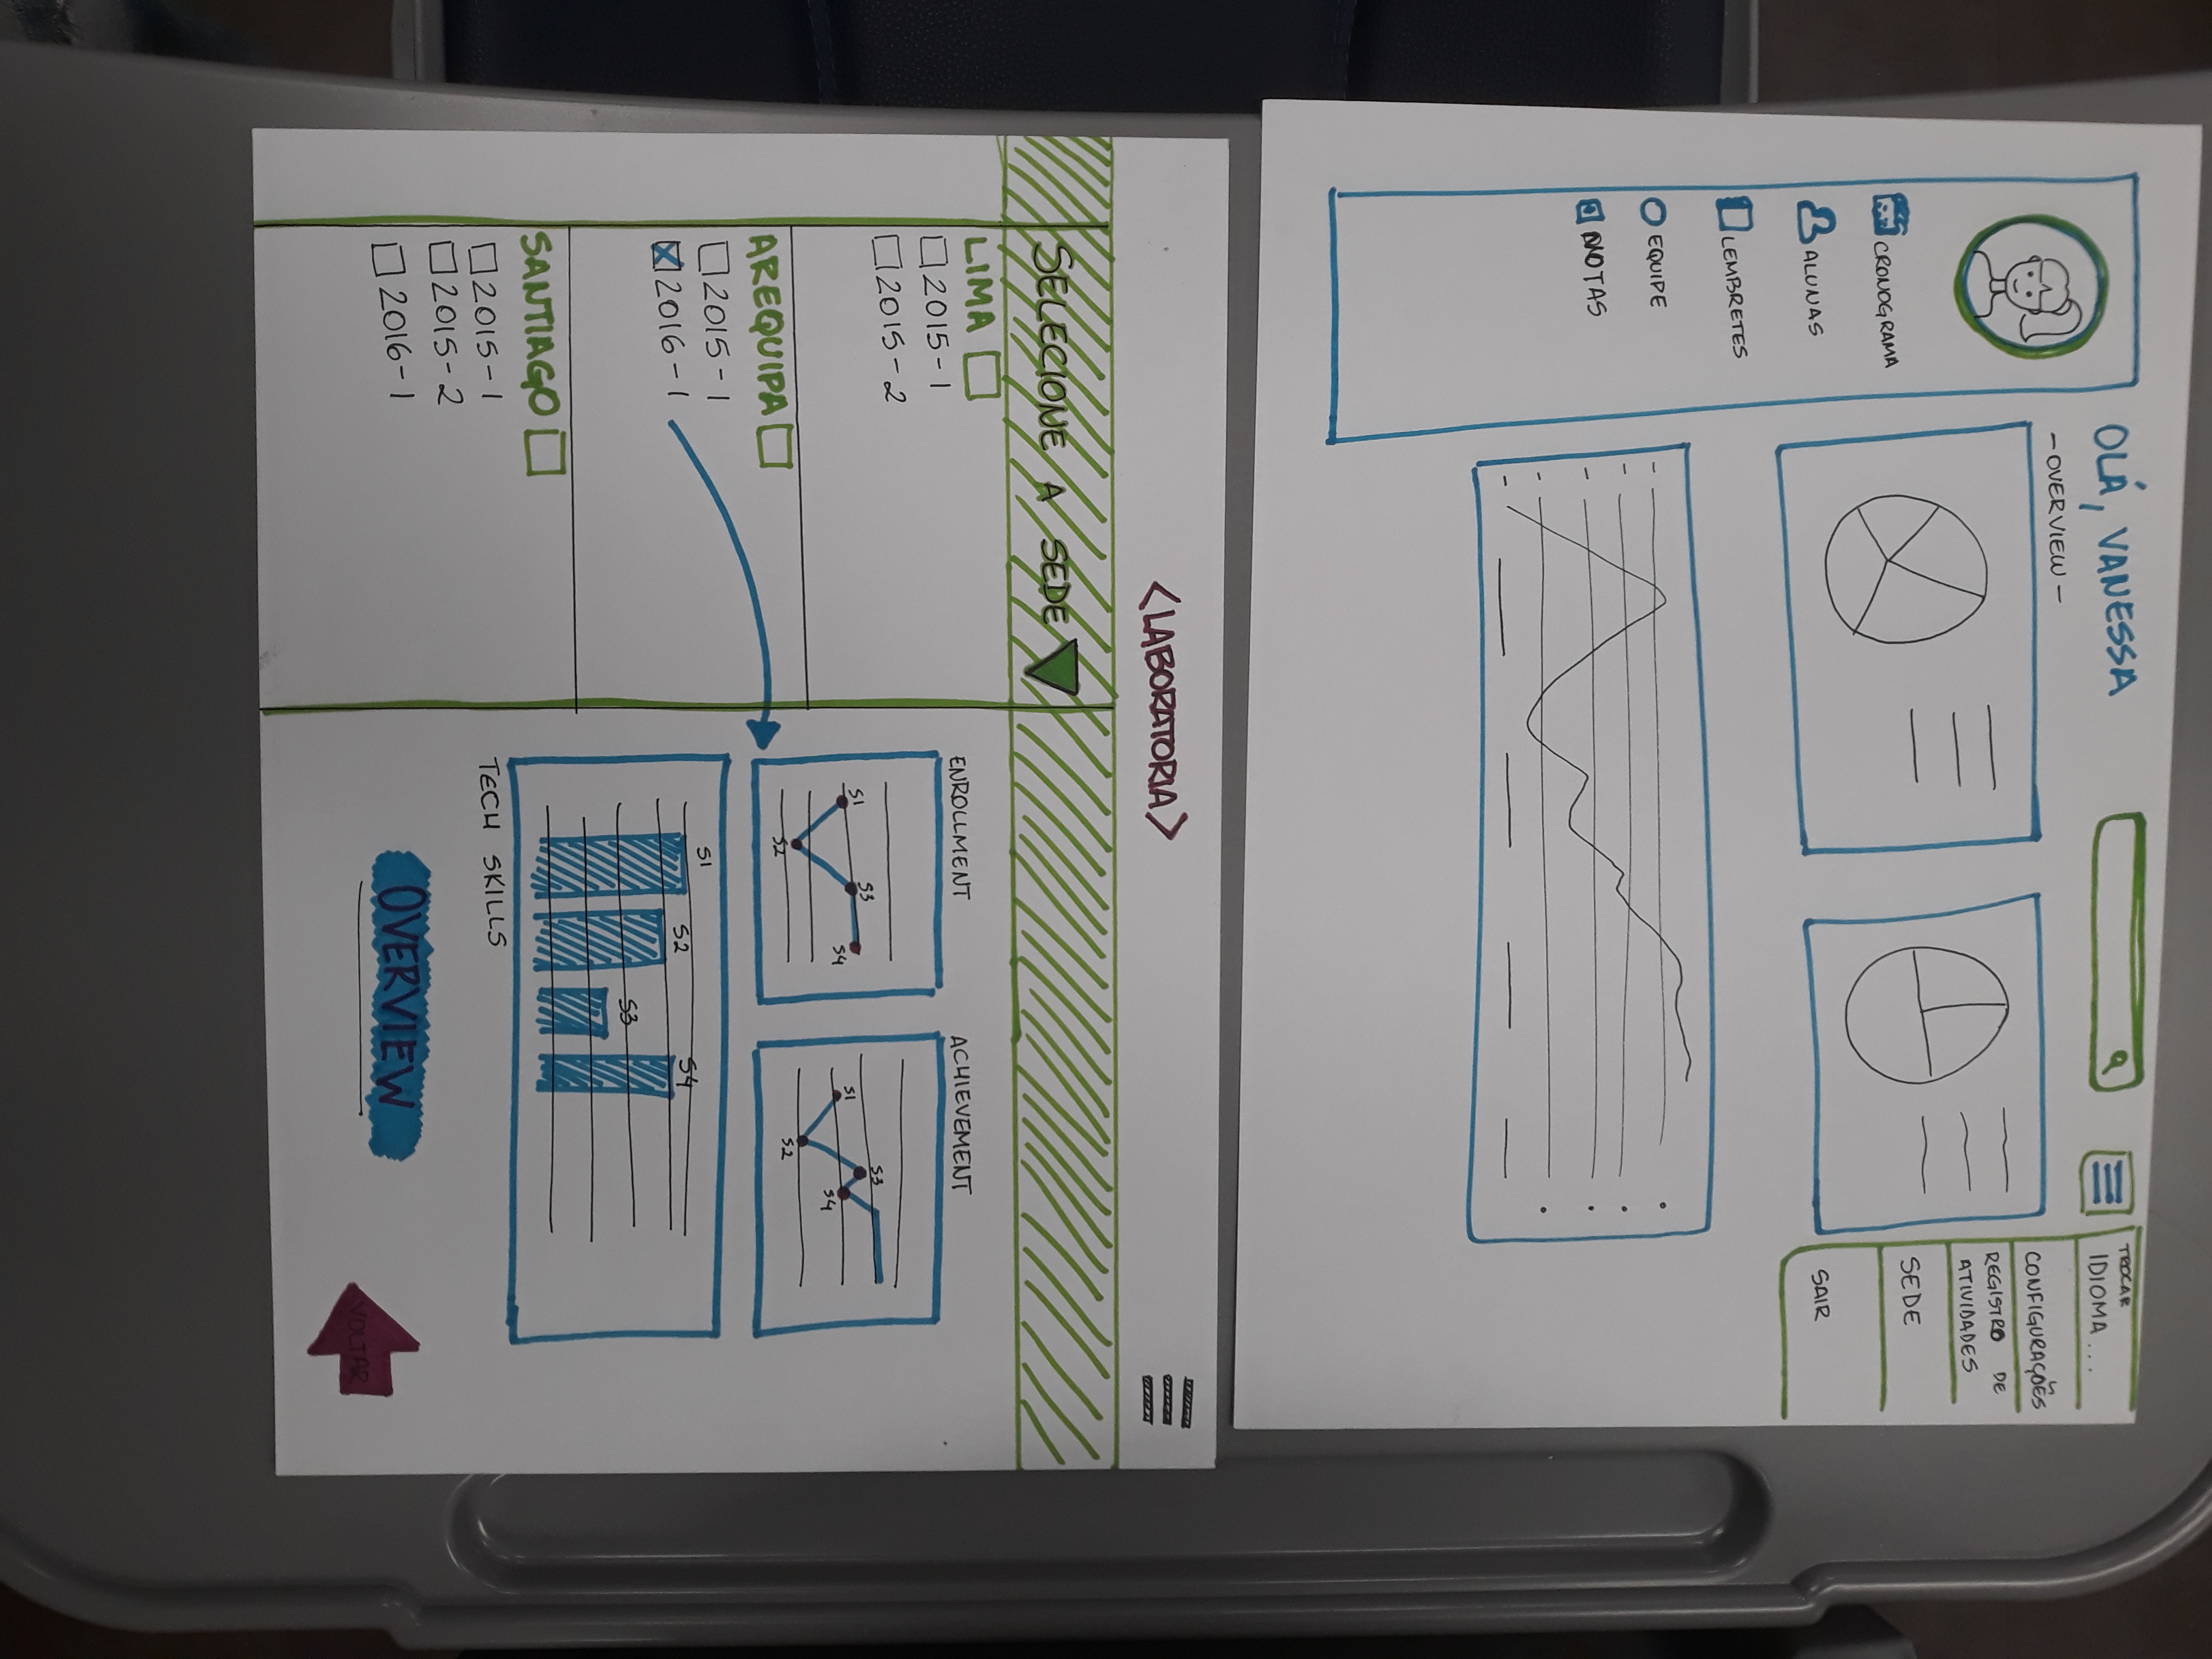 OLÁ, VANESSA
-OVERVIEW-
CRONOGRAMA
ALUNAS
LEMBRETES
EQUIPE
NOTAS
TROCAR
IDIOMA...
CONFIGURAÇÕES
REGISTRO DE
ATIVIDADES
SEDE
SAIR
<LABORATORIA>
SELECIONE A SEDE
LIMA
2015-1
2015-2
AREQUIPA
2015-1
2016-1
SANTIAGO
2015-1
2015-2
2016-1
ENROLLMENT
S1
S2
S3
S4
ACHIEVEMENT
S1
S2
S3
S4
S1
S2
S3
S4
TECH SKILLS
OVERVIEW
VOLTAR